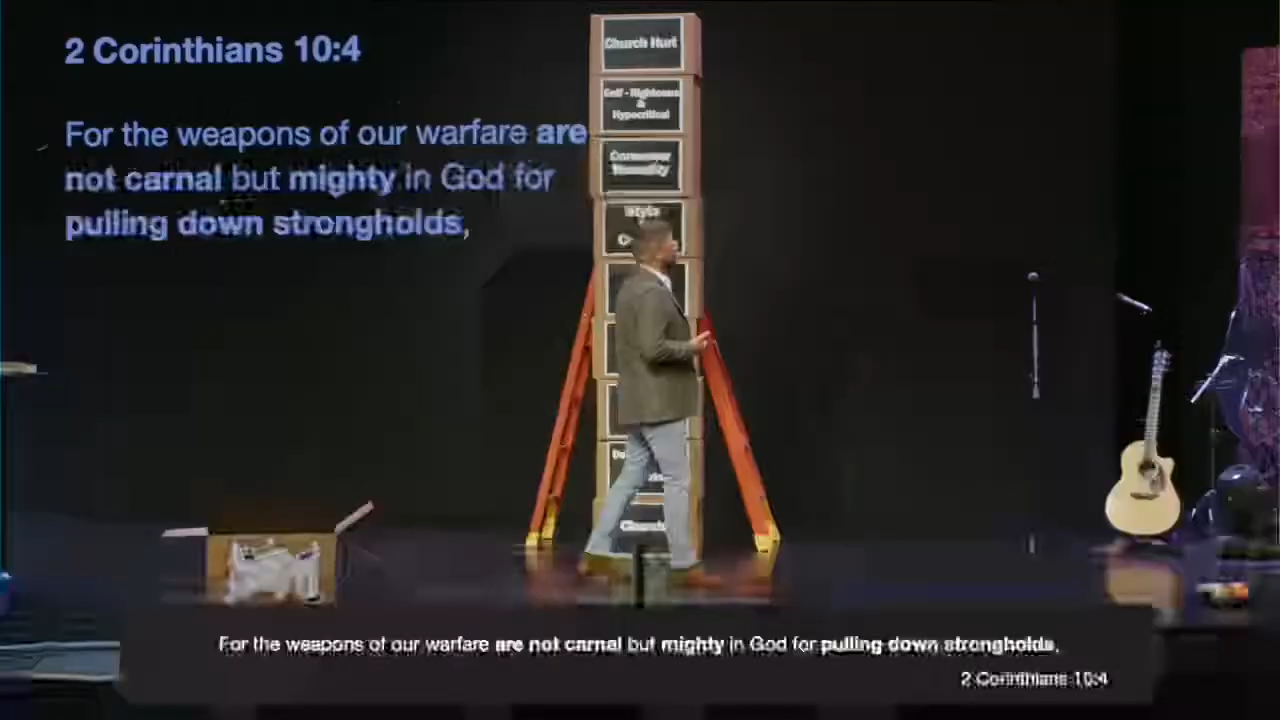 2 Corinthians 10:4
For the weapons of our warfare are
not carnal but mighty in God for
pulling down strongholds,
Church Hurt
Self - Righteous
&
Hypocritical
Consumer
Style
For the weapons of our warfare are not carnal but mighty in God for pulling down strongholds,
2 Corinthians 10:4